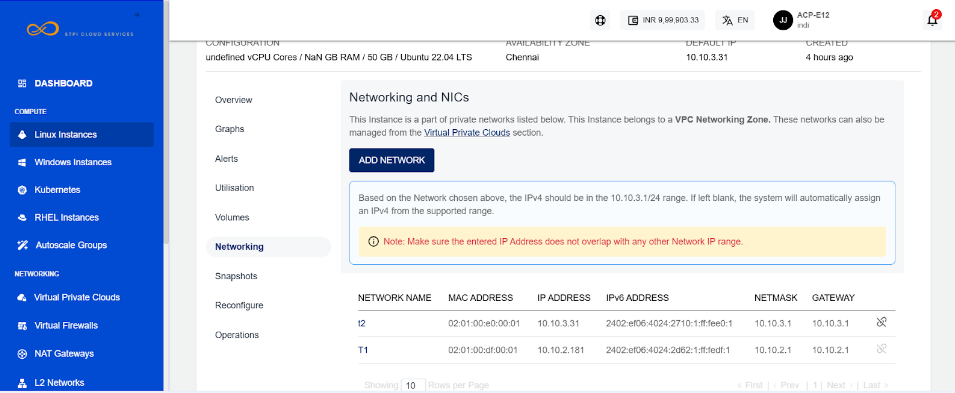 STPI CLOUD SERVICES
INR 9,99,903.33
EN
JJ
ACP-E12
indi
2
DASHBOARD
COMPUTE
Linux Instances
Windows Instances
Kubernetes
RHEL Instances
Autoscale Groups
NETWORKING
Virtual Private Clouds
Virtual Firewalls
NAT Gateways
L2 Networks
CONFIGURATION AVAILABILITY ZONE DEFAULT IP CREATED
undefined vCPU Cores / NaN GB RAM / 50 GB / Ubuntu 22.04 LTS Chennai 10.10.3.31 4 hours ago
Overview
Graphs
Alerts
Utilisation
Volumes
Networking
Snapshots
Reconfigure
Operations
Networking and NICs
This Instance is a part of private networks listed below. This Instance belongs to a VPC Networking Zone. These networks can also be
managed from the Virtual Private Clouds section.
ADD NETWORK
Based on the Network chosen above, the IPv4 should be in the 10.10.3.1/24 range. If left blank, the system will automatically assign
an IPv4 from the supported range.
Note: Make sure the entered IP Address does not overlap with any other Network IP range.
NETWORK NAME MAC ADDRESS IP ADDRESS IPv6 ADDRESS NETMASK GATEWAY
t2 02:01:00:e0:00:01 10.10.3.31 2402:ef06:4024:2710:1:ff:fee0:1 10.10.3.1 10.10.3.1
T1 02:01:00:df:00:01 10.10.2.181 2402:ef06:4024:2d62:1:ff:fedf:1 10.10.2.1 10.10.2.1
Showing 10 Rows per Page
« First | ‹ Prev | 1 | Next › | Last »